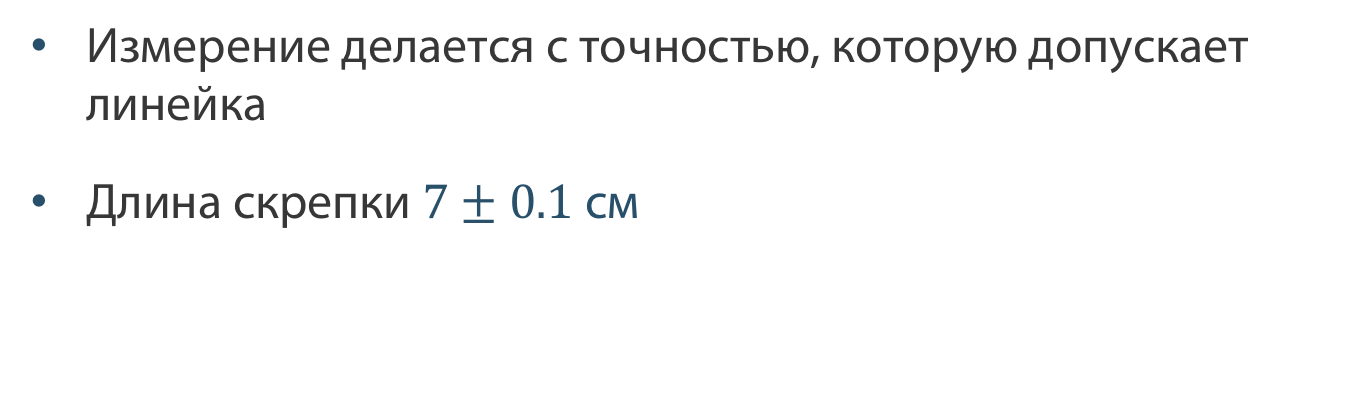 • Измерение делается с точностью, которую допускает
линейка
• Длина скрепки 7 ± 0.1 см